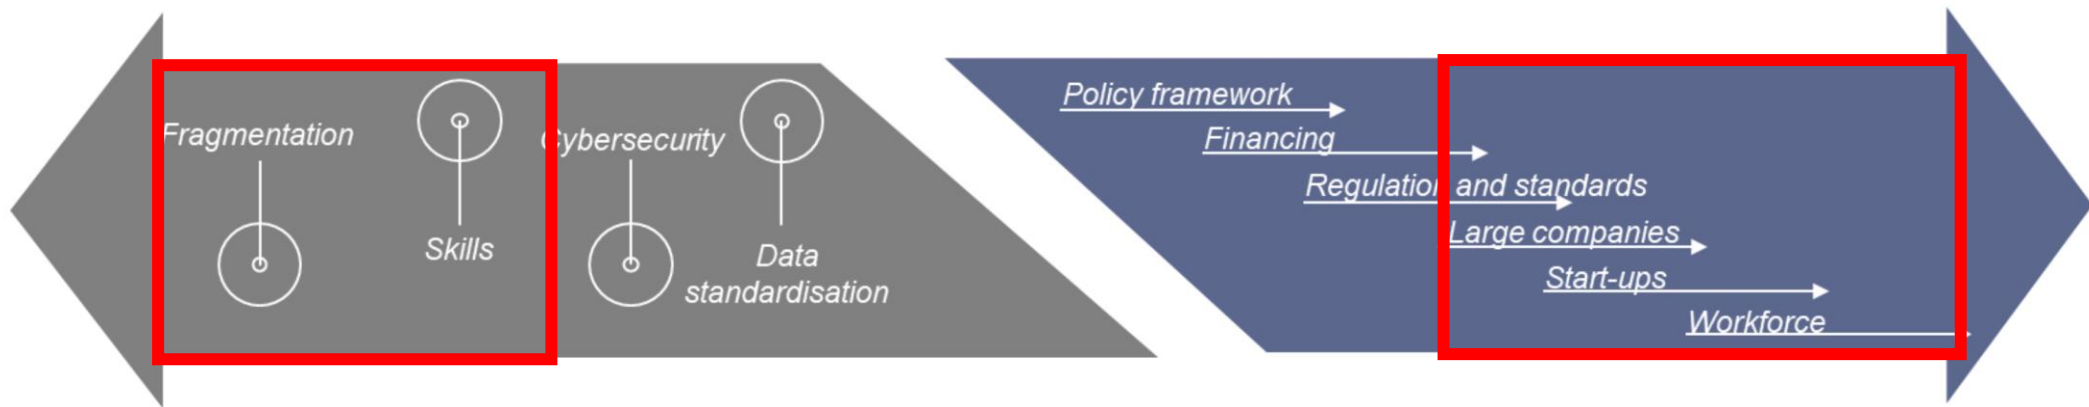 Fragmentation
Skills
Cybersecurity
Data
standardisation
Policy framework
Financing
Regulation and standards
Large companies
Start-ups
Workforce